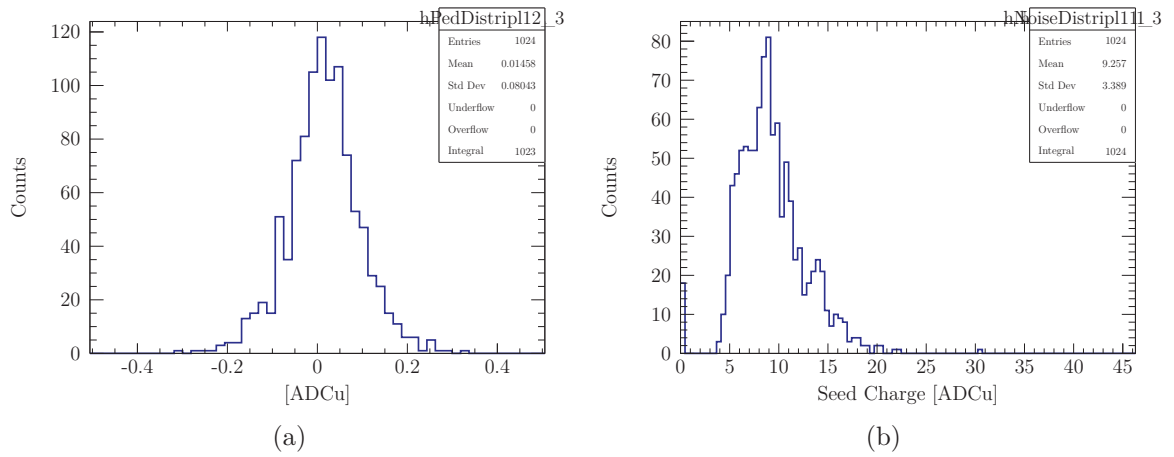 hPedDistripl12_3
Entries 1024
Mean 0.01458
Std Dev 0.08043
Underflow 0
Overflow 0
Integral 1023
120
100
80
60
40
20
0
Counts
-0.4 -0.2 0 0.2 0.4
[ADCu]
(a)
hNoiseDistripl111_3
Entries 1024
Mean 9.257
Std Dev 3.389
Underflow 0
Overflow 0
Integral 1024
80
70
60
50
40
30
20
10
0
Counts
0 5 10 15 20 25 30 35 40 45
Seed Charge [ADCu]
(b)